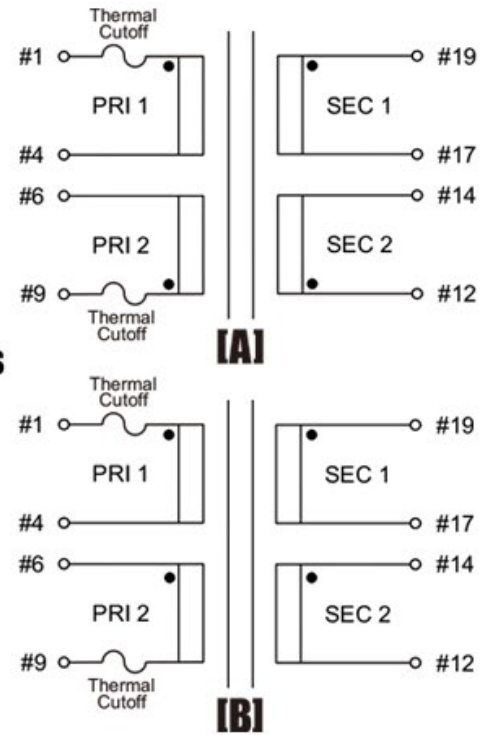 Thermal
Cutoff
#1
#19
PRI 1
SEC 1
#4
#17
#6
#14
PRI 2
SEC 2
#9
#12
Thermal
Cutoff
[A]
Thermal
Cutoff
#1
#19
PRI 1
SEC 1
#4
#17
#6
#14
PRI 2
SEC 2
#9
#12
Thermal
Cutoff
[B]